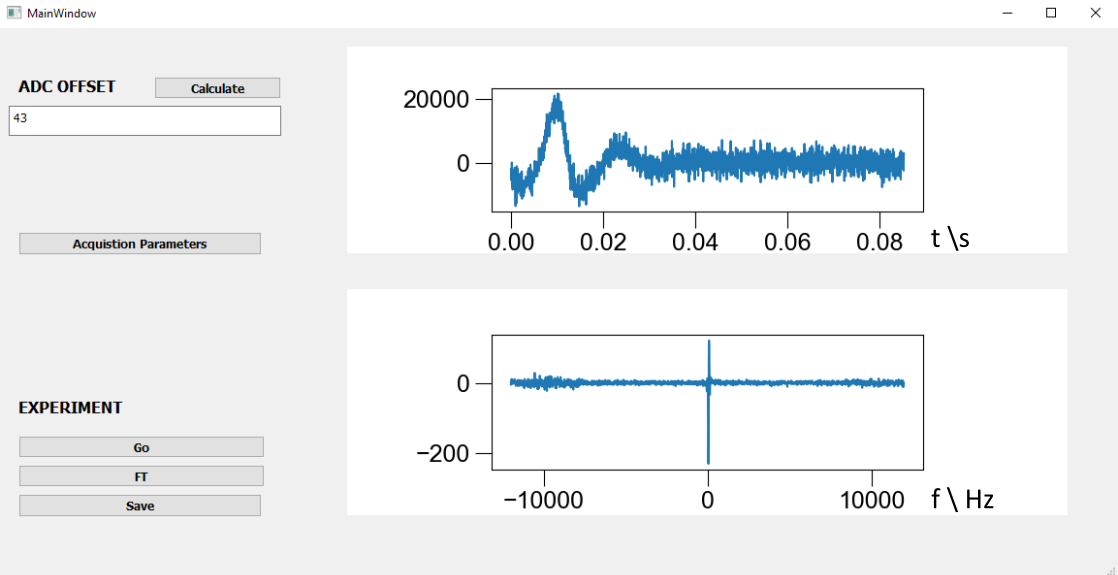 MainWindow
ADC OFFSET
Calculate
43
Acquistion Parameters
EXPERIMENT
Go
FT
Save
20000
0
0.00 0.02 0.04 0.06 0.08 t \s
0
−200
−10000 0 10000 f \ Hz